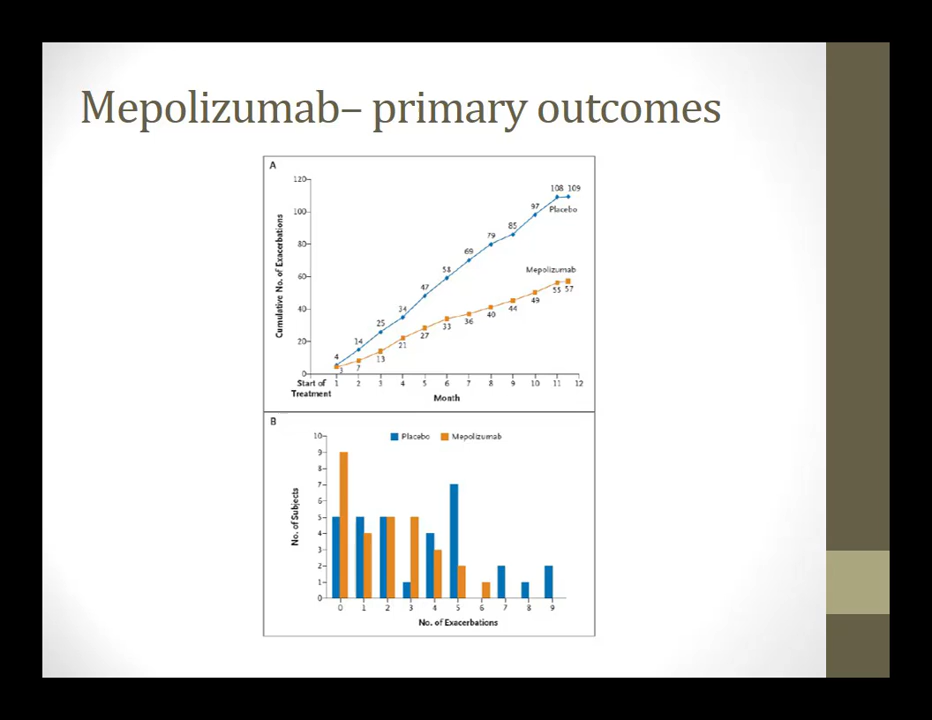 Mepolizumab– primary outcomes
A
120
100
80
60
40
20
0
Cumulative No. of Exacerbations
4 14 25 34 47 58 69 79 85 97 108 109
Placebo
Mepolizumab
3 7 13 21 27 33 36 40 44 49 55 57
Start of Treatment 1 2 3 4 5 6 7 8 9 10 11 12
Month
B
Placebo Mepolizumab
10
9
8
7
6
5
4
3
2
1
0
No. of Subjects
0 1 2 3 4 5 6 7 8 9
No. of Exacerbations